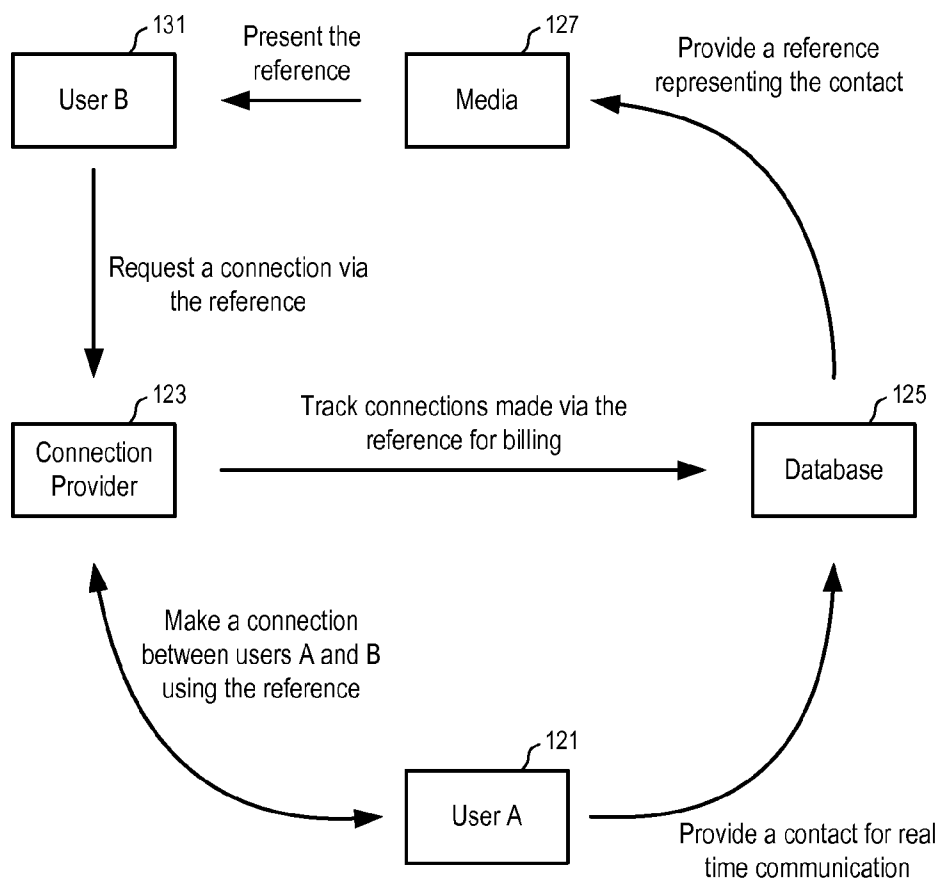 131
User B
Present the
reference
127
Media
Provide a reference
representing the contact
Request a connection via
the reference
123
Connection
Provider
Track connections made via the
reference for billing
125
Database
Make a connection
between users A and B
using the reference
121
User A
Provide a contact for real
time communication